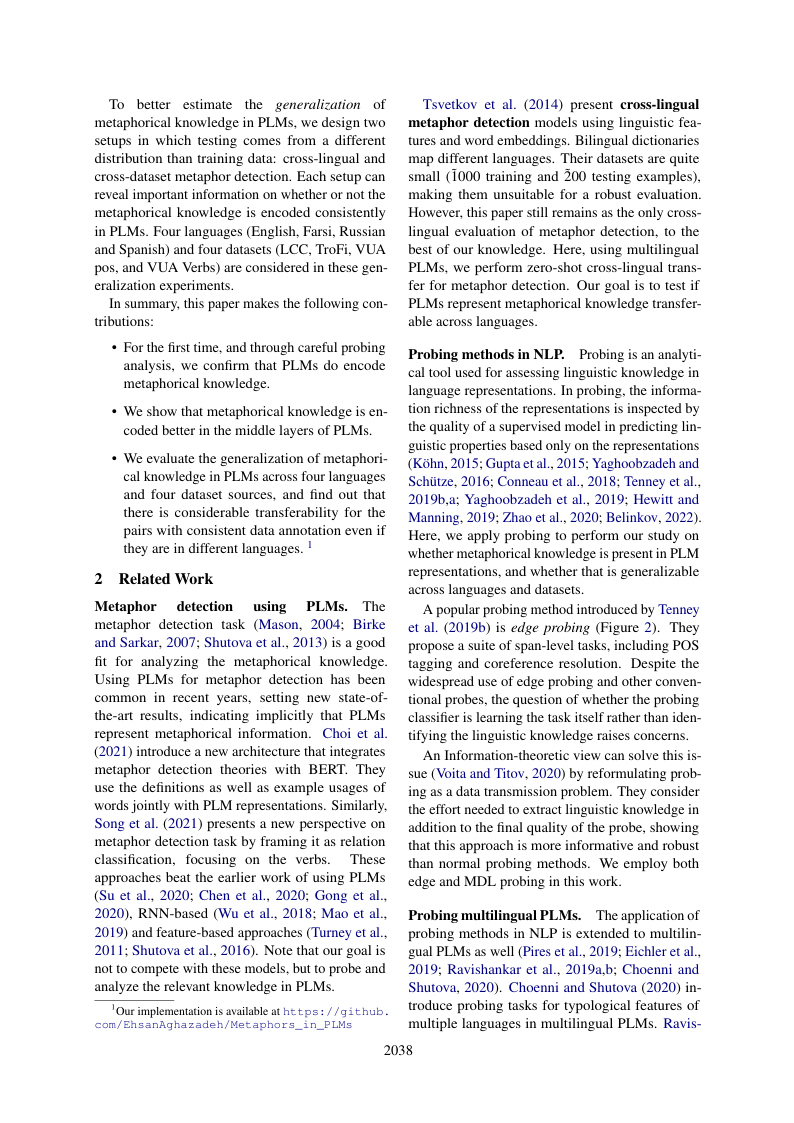 To better estimate the generalization of
metaphorical knowledge in PLMs, we design two
setups in which testing comes from a different
distribution than training data: cross-lingual and
cross-dataset metaphor detection. Each setup can
reveal important information on whether or not the
metaphorical knowledge is encoded consistently
in PLMs. Four languages (English, Farsi, Russian
and Spanish) and four datasets (LCC, TroFi, VUA
pos, and VUA Verbs) are considered in these gen-
eralization experiments.
In summary, this paper makes the following con-
tributions:
• For the first time, and through careful probing
analysis, we confirm that PLMs do encode
metaphorical knowledge.
• We show that metaphorical knowledge is en-
coded better in the middle layers of PLMs.
• We evaluate the generalization of metaphori-
cal knowledge in PLMs across four languages
and four dataset sources, and find out that
there is considerable transferability for the
pairs with consistent data annotation even if
they are in different languages. 1
2 Related Work
Metaphor detection using PLMs. The
metaphor detection task (Mason, 2004; Birke
and Sarkar, 2007; Shutova et al., 2013) is a good
fit for analyzing the metaphorical knowledge.
Using PLMs for metaphor detection has been
common in recent years, setting new state-of-
the-art results, indicating implicitly that PLMs
represent metaphorical information. Choi et al.
(2021) introduce a new architecture that integrates
metaphor detection theories with BERT. They
use the definitions as well as example usages of
words jointly with PLM representations. Similarly,
Song et al. (2021) presents a new perspective on
metaphor detection task by framing it as relation
classification, focusing on the verbs. These
approaches beat the earlier work of using PLMs
(Su et al., 2020; Chen et al., 2020; Gong et al.,
2020), RNN-based (Wu et al., 2018; Mao et al.,
2019) and feature-based approaches (Turney et al.,
2011; Shutova et al., 2016). Note that our goal is
not to compete with these models, but to probe and
analyze the relevant knowledge in PLMs.
1Our implementation is available at https://github.
com/EhsanAghazadeh/Metaphors_in_PLMs
Tsvetkov et al. (2014) present cross-lingual
metaphor detection models using linguistic fea-
tures and word embeddings. Bilingual dictionaries
map different languages. Their datasets are quite
small (1̄000 training and 2̄00 testing examples),
making them unsuitable for a robust evaluation.
However, this paper still remains as the only cross-
lingual evaluation of metaphor detection, to the
best of our knowledge. Here, using multilingual
PLMs, we perform zero-shot cross-lingual trans-
fer for metaphor detection. Our goal is to test if
PLMs represent metaphorical knowledge transfer-
able across languages.
Probing methods in NLP. Probing is an analyti-
cal tool used for assessing linguistic knowledge in
language representations. In probing, the informa-
tion richness of the representations is inspected by
the quality of a supervised model in predicting lin-
guistic properties based only on the representations
(Köhn, 2015; Gupta et al., 2015; Yaghoobzadeh and
Schütze, 2016; Conneau et al., 2018; Tenney et al.,
2019b,a; Yaghoobzadeh et al., 2019; Hewitt and
Manning, 2019; Zhao et al., 2020; Belinkov, 2022).
Here, we apply probing to perform our study on
whether metaphorical knowledge is present in PLM
representations, and whether that is generalizable
across languages and datasets.
A popular probing method introduced by Tenney
et al. (2019b) is edge probing (Figure 2). They
propose a suite of span-level tasks, including POS
tagging and coreference resolution. Despite the
widespread use of edge probing and other conven-
tional probes, the question of whether the probing
classifier is learning the task itself rather than iden-
tifying the linguistic knowledge raises concerns.
An Information-theoretic view can solve this is-
sue (Voita and Titov, 2020) by reformulating prob-
ing as a data transmission problem. They consider
the effort needed to extract linguistic knowledge in
addition to the final quality of the probe, showing
that this approach is more informative and robust
than normal probing methods. We employ both
edge and MDL probing in this work.
Probing multilingual PLMs. The application of
probing methods in NLP is extended to multilin-
gual PLMs as well (Pires et al., 2019; Eichler et al.,
2019; Ravishankar et al., 2019a,b; Choenni and
Shutova, 2020). Choenni and Shutova (2020) in-
troduce probing tasks for typological features of
multiple languages in multilingual PLMs. Ravis-
2038